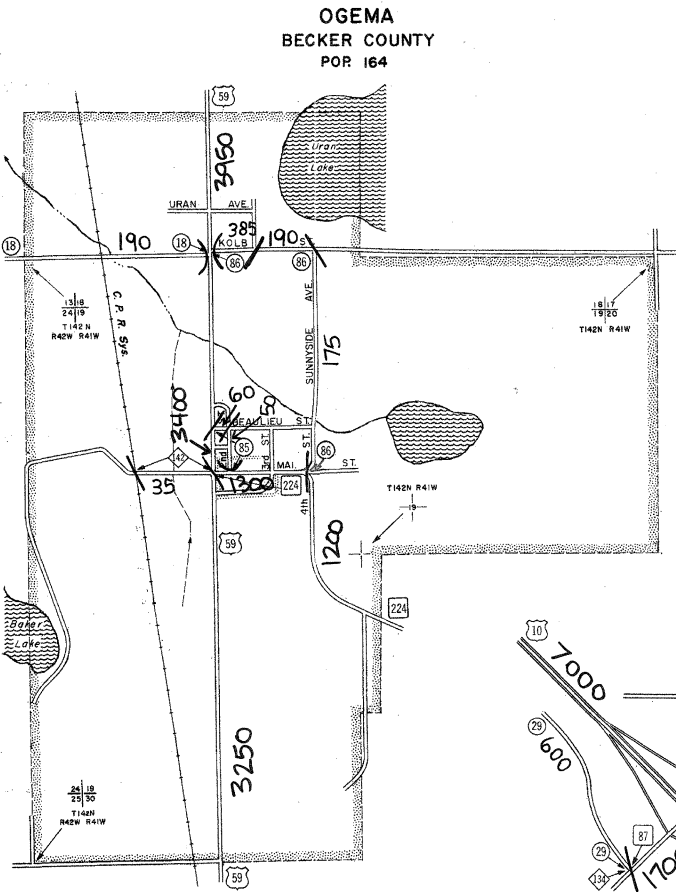 OGEMA
BECKER COUNTY
POP. 164
59
3950
Uran
Lake
URAN AVE.
385
18
190
18
KOLB
190
S
86
86
13 18
24 19
T142N
R42W R41W
C. P. R. Sys.
SUNNYSIDE AVE.
175
18 17
19 20
T142N R41W
3400
60
50
BEAULIEU ST.
142
2nd
85
3rd ST.
4th ST.
86
MAI. ST.
35
1300
224
T142N R41W
19
59
1200
224
Baker
Lake
10
7000
29
600
3250
24 19
25 30
T142N
R42W R41W
29
87
134
1700
59